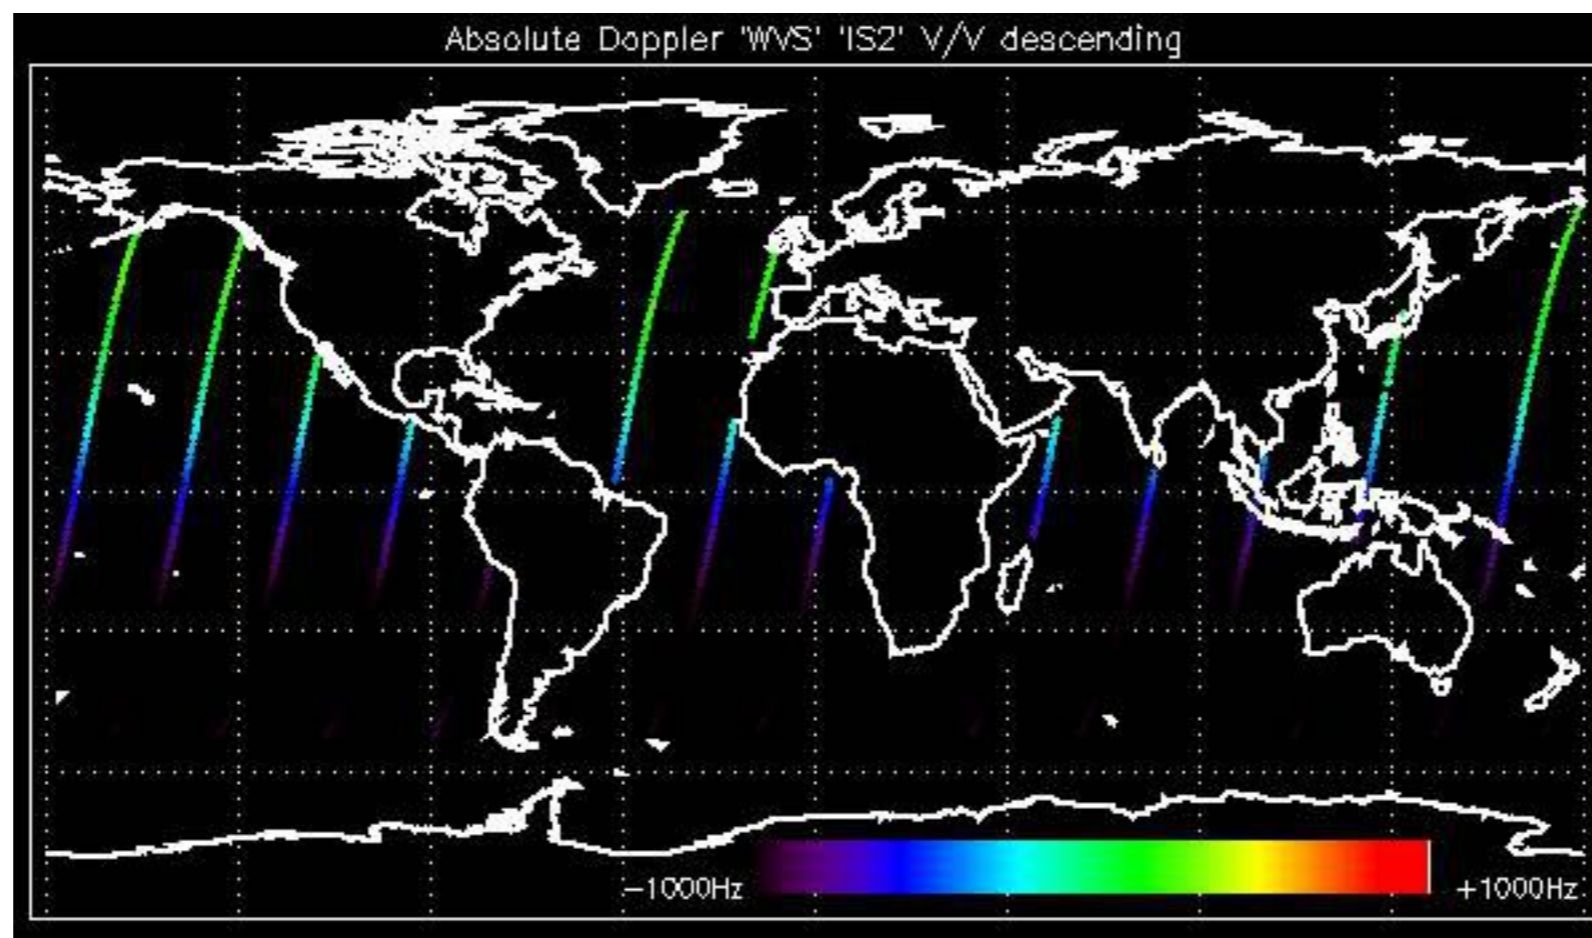 Absolute Doppler 'WVS' 'IS2' V/V descending
-1000Hz +1000Hz